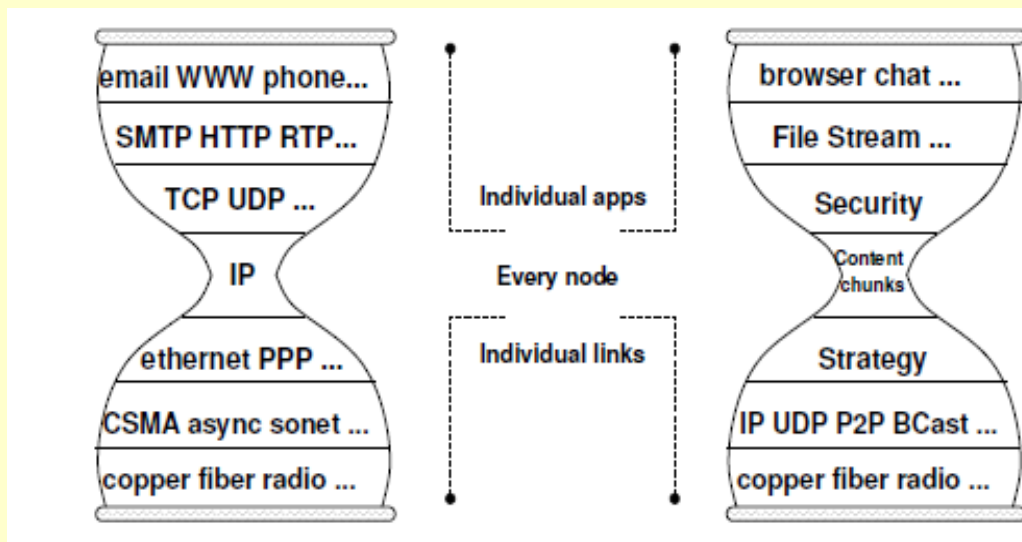 email WWW phone...
SMTP HTTP RTP...
TCP UDP ...
IP
ethernet PPP ...
CSMA async sonet ...
copper fiber radio ...
Individual apps
Every node
Individual links
browser chat ...
File Stream ...
Security
Content
chunks
Strategy
IP UDP P2P BCast ...
copper fiber radio ...